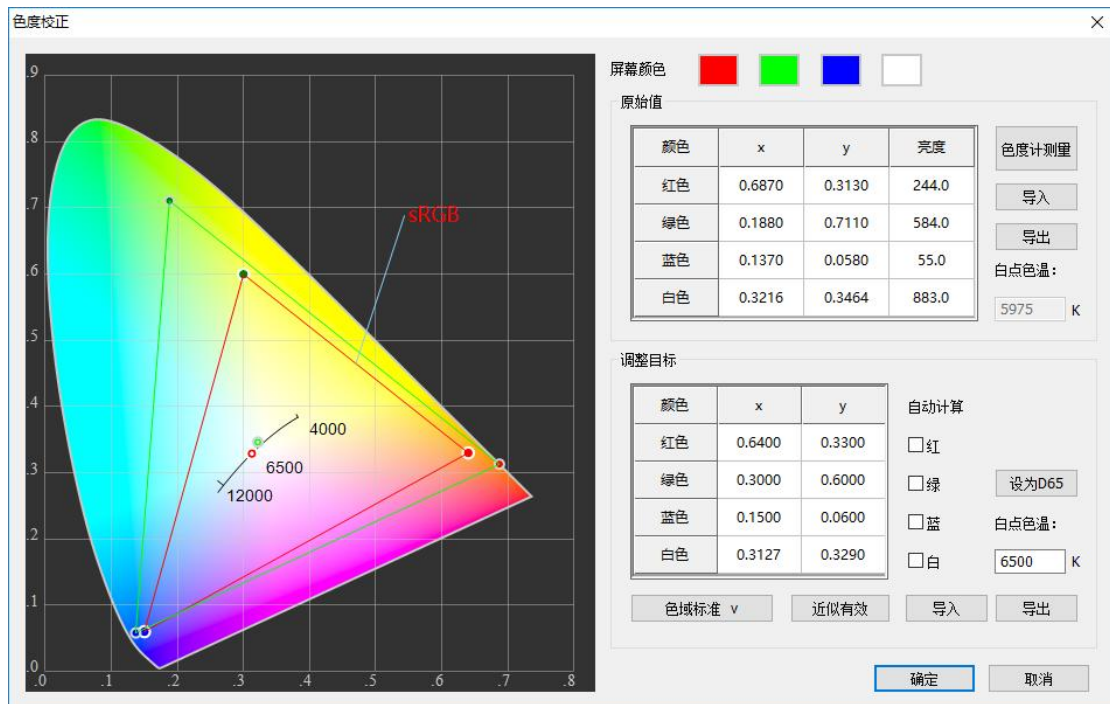 色度校正
.9
.8
.7
.6
.5
.4
.3
.2
.1
.0
.0 .1 .2 .3 .4 .5 .6 .7 .8
sRGB
4000
6500
12000
屏幕颜色
原始值
颜色 x y 亮度
红色 0.6870 0.3130 244.0
绿色 0.1880 0.7110 584.0
蓝色 0.1370 0.0580 55.0
白色 0.3216 0.3464 883.0
色度计测量
导入
导出
白点色温：
5975 K
调整目标
颜色 x y
红色 0.6400 0.3300
绿色 0.3000 0.6000
蓝色 0.1500 0.0600
白色 0.3127 0.3290
自动计算
红
绿
蓝
白
设为D65
白点色温：
6500 K
色域标准 v
近似有效
导入
导出
确定
取消